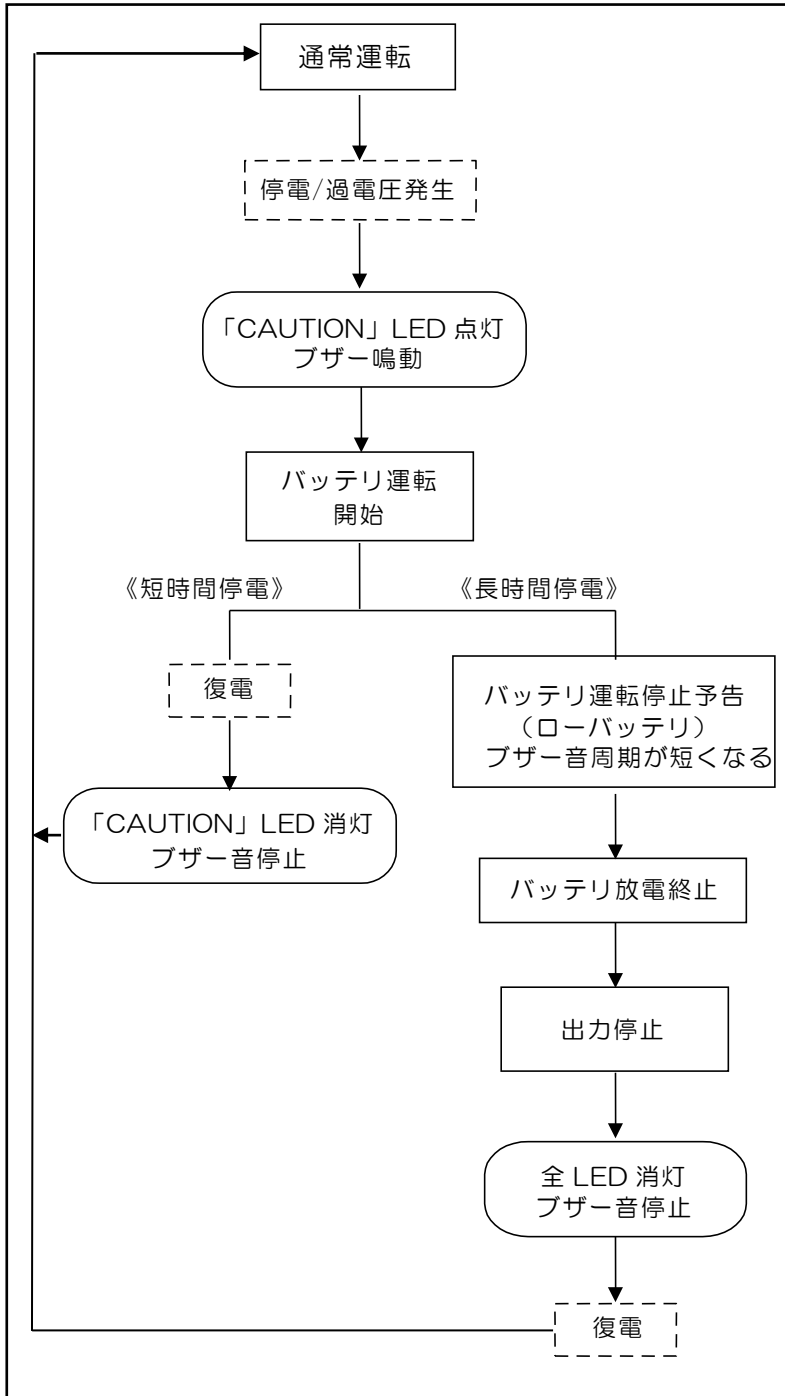 通常運転
停電/過電圧発生
「CAUTION」LED 点灯
ブザー鳴動
バッテリ運転
開始
《短時間停電》
《長時間停電》
復電
「CAUTION」LED 消灯
ブザー音停止
バッテリ運転停止予告
（ローバッテリ）
ブザー音周期が短くなる
バッテリ放電終止
出力停止
全 LED 消灯
ブザー音停止
復電